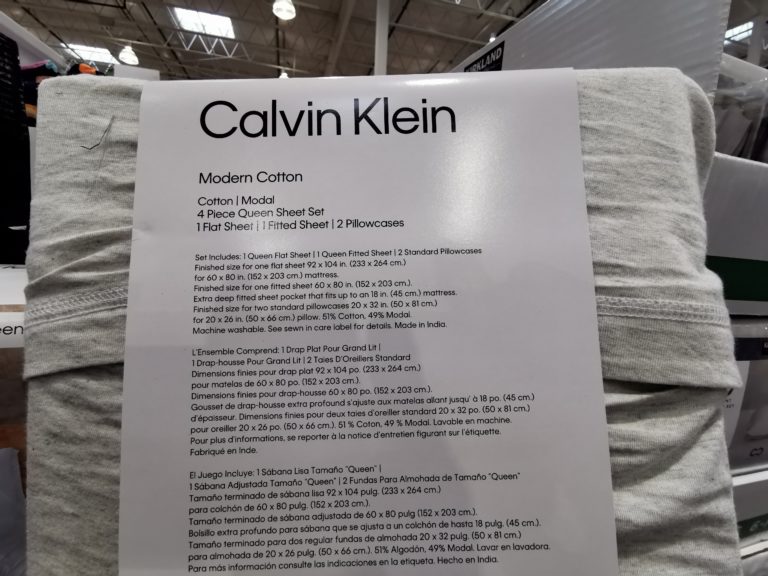 KIRKLAND
Calvin Klein
Modern Cotton
Cotton | Modal
4 Piece Queen Sheet Set
1 Flat Sheet | 1 Fitted Sheet | 2 Pillowcases
Set Includes: 1 Queen Flat Sheet | 1 Queen Fitted Sheet | 2 Standard Pillowcases
Finished size for one flat sheet 92 x 104 in. (233 x 264 cm.)
for 60 x 80 in. (152 x 203 cm.) mattress.
Finished size for one fitted sheet 60 x 80 in. (152 x 203 cm.).
Extra deep fitted sheet pocket that fits up to an 18 in. (45 cm.) mattress.
Finished size for two standard pillowcases 20 x 32 in. (50 x 81 cm.)
for 20 x 26 in. (50 x 66 cm.) pillow. 51% Cotton, 49% Modal.
Machine washable. See sewn in care label for details. Made in India.
L'Ensemble Comprend: 1 Drap Plat Pour Grand Lit |
1 Drap-housse Pour Grand Lit | 2 Taies D'Oreillers Standard
Dimensions finies pour drap plat 92 x 104 po. (233 x 264 cm.)
pour matelas de 60 x 80 po. (152 x 203 cm.).
Dimensions finies pour drap-housse 60 x 80 po. (152 x 203 cm.).
Gousset de drap-housse extra profond s'ajuste aux matelas allant jusqu' à 18 po. (45 cm.)
d'épaisseur. Dimensions finies pour deux taies d'oreiller standard 20 x 32 po. (50 x 81 cm.)
pour oreiller 20 x 26 po. (50 x 66 cm.). 51 % Coton, 49 % Modal. Lavable en machine.
Pour plus d'informations, se reporter à la notice d'entretien figurant sur l'étiquette.
Fabriqué en Inde.
El Juego Incluye: 1 Sábana Lisa Tamaño "Queen" |
1 Sábana Adjustada Tamaño "Queen" | 2 Fundas Para Almohada de Tamaño "Queen"
Tamaño terminado de sábana lisa 92 x 104 pulg. (233 x 264 cm.)
para colchón de 60 x 80 pulg. (152 x 203 cm.).
Tamaño terminado de sábana adjustada de 60 x 80 pulg (152 x 203 cm.).
Bolsillo extra profundo para sábana que se ajusta a un colchón de hasta 18 pulg. (45 cm.).
Tamaño terminado para dos regular fundas de almohada 20 x 32 pulg. (50 x 81 cm.)
para almohada de 20 x 26 pulg. (50 x 66 cm.). 51% Algodón, 49% Modal. Lavar en lavadora.
Para más información consulte las indicaciones en la etiqueta. Hecho en India.